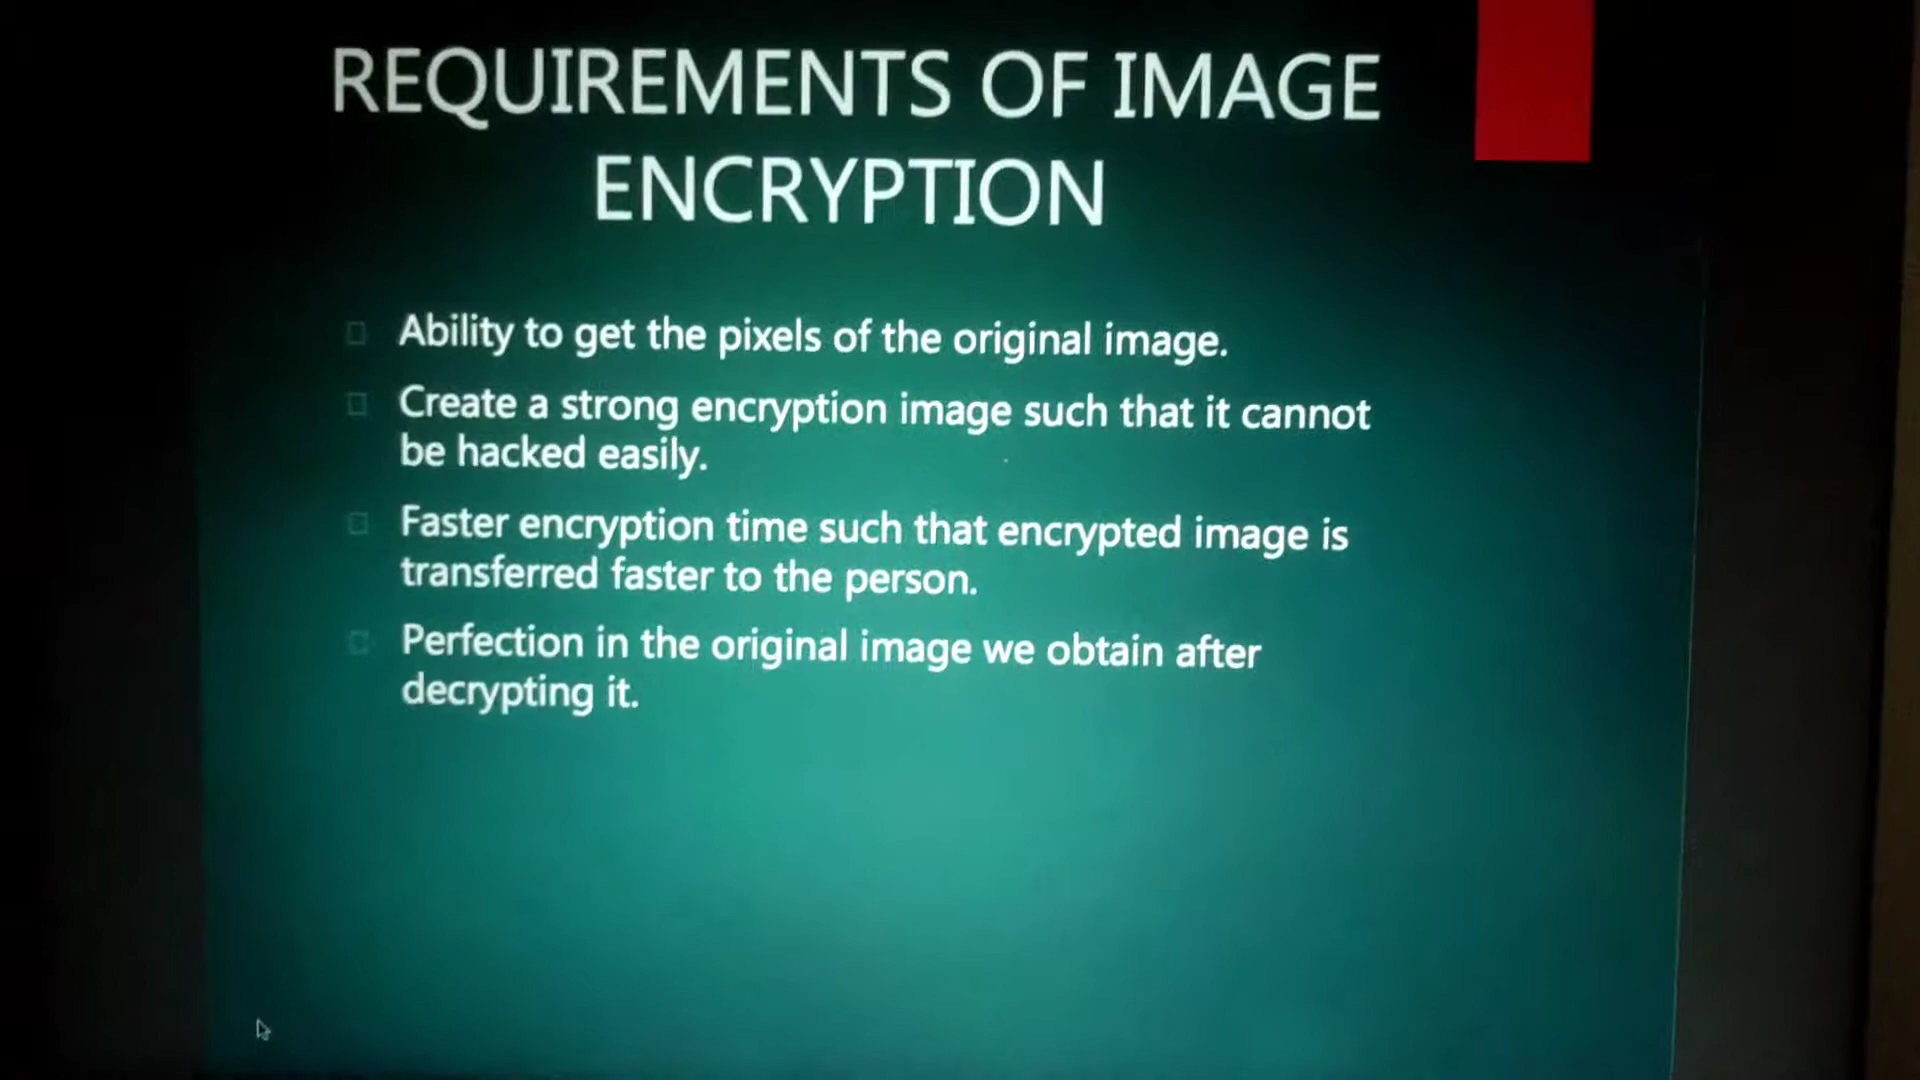 REQUIREMENTS OF IMAGE
ENCRYPTION
Ability to get the pixels of the original image.
Create a strong encryption image such that it cannot
be hacked easily.
Faster encryption time such that encrypted image is
transferred faster to the person.
Perfection in the original image we obtain after
decrypting it.